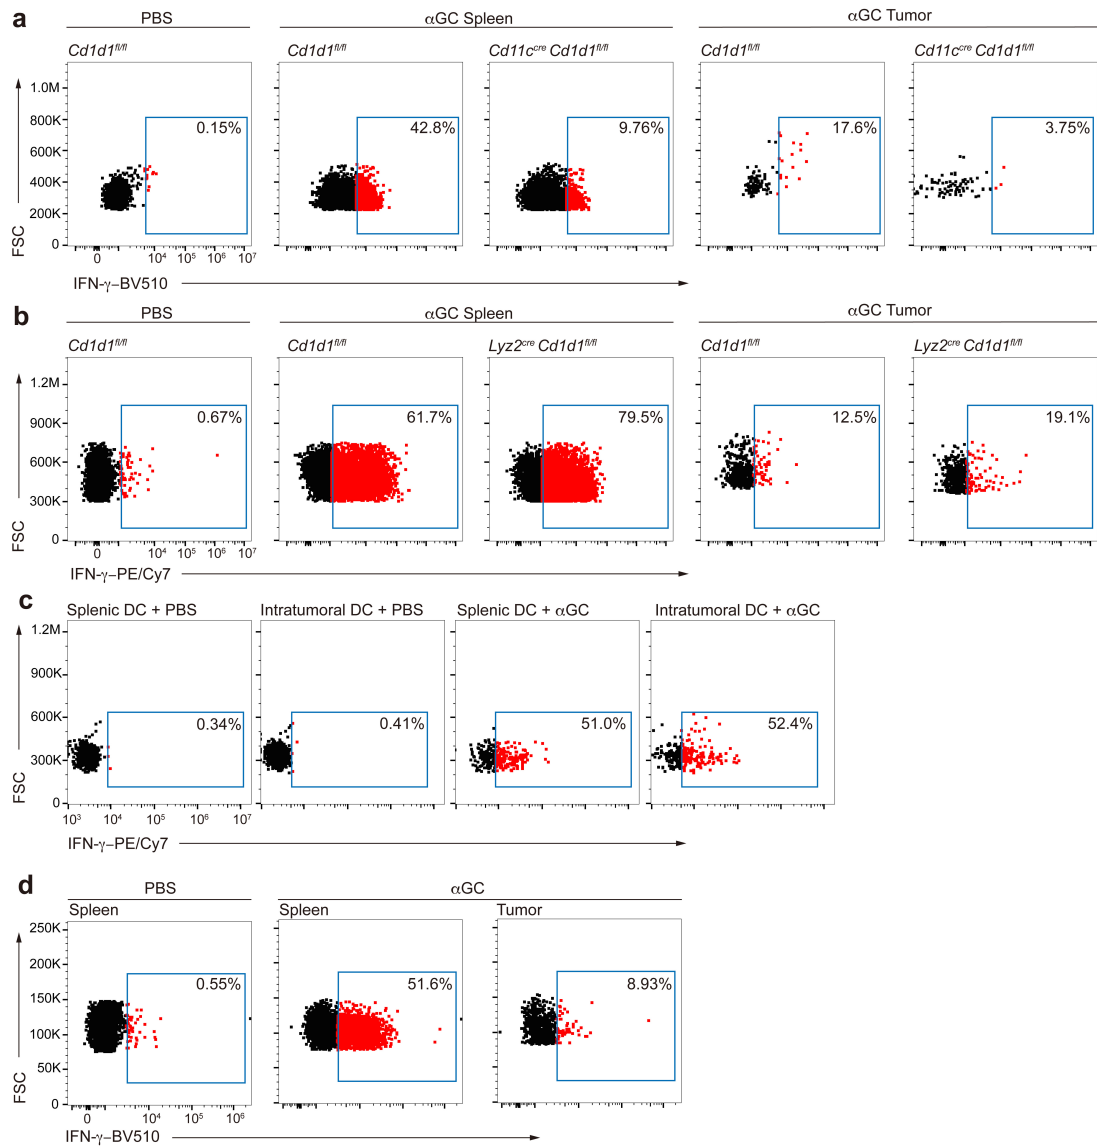 a
PBS
αGC Spleen
αGC Tumor
Cd1d1fl/fl
Cd1d1fl/fl
Cd11ccre Cd1d1fl/fl
Cd1d1fl/fl
Cd11ccre Cd1d1fl/fl
1.0M
800K
600K
400K
200K
0
FSC
0.15%
42.8%
9.76%
17.6%
3.75%
0 10⁴ 10⁵ 10⁶ 10⁷
IFN-γ–BV510
b
PBS
αGC Spleen
αGC Tumor
Cd1d1fl/fl
Cd1d1fl/fl
Lyz2cre Cd1d1fl/fl
Cd1d1fl/fl
Lyz2cre Cd1d1fl/fl
1.2M
900K
600K
300K
0
FSC
0.67%
61.7%
79.5%
12.5%
19.1%
0 10⁴ 10⁵ 10⁶ 10⁷
IFN-γ–PE/Cy7
c
Splenic DC + PBS
Intratumoral DC + PBS
Splenic DC + αGC
Intratumoral DC + αGC
1.2M
900K
600K
300K
0
FSC
0.34%
0.41%
51.0%
52.4%
10³ 10⁴ 10⁵ 10⁶ 10⁷
IFN-γ–PE/Cy7
d
PBS
αGC
Spleen
Spleen
Tumor
250K
200K
150K
100K
50K
0
FSC
0.55%
51.6%
8.93%
0 10⁴ 10⁵ 10⁶
IFN-γ–BV510